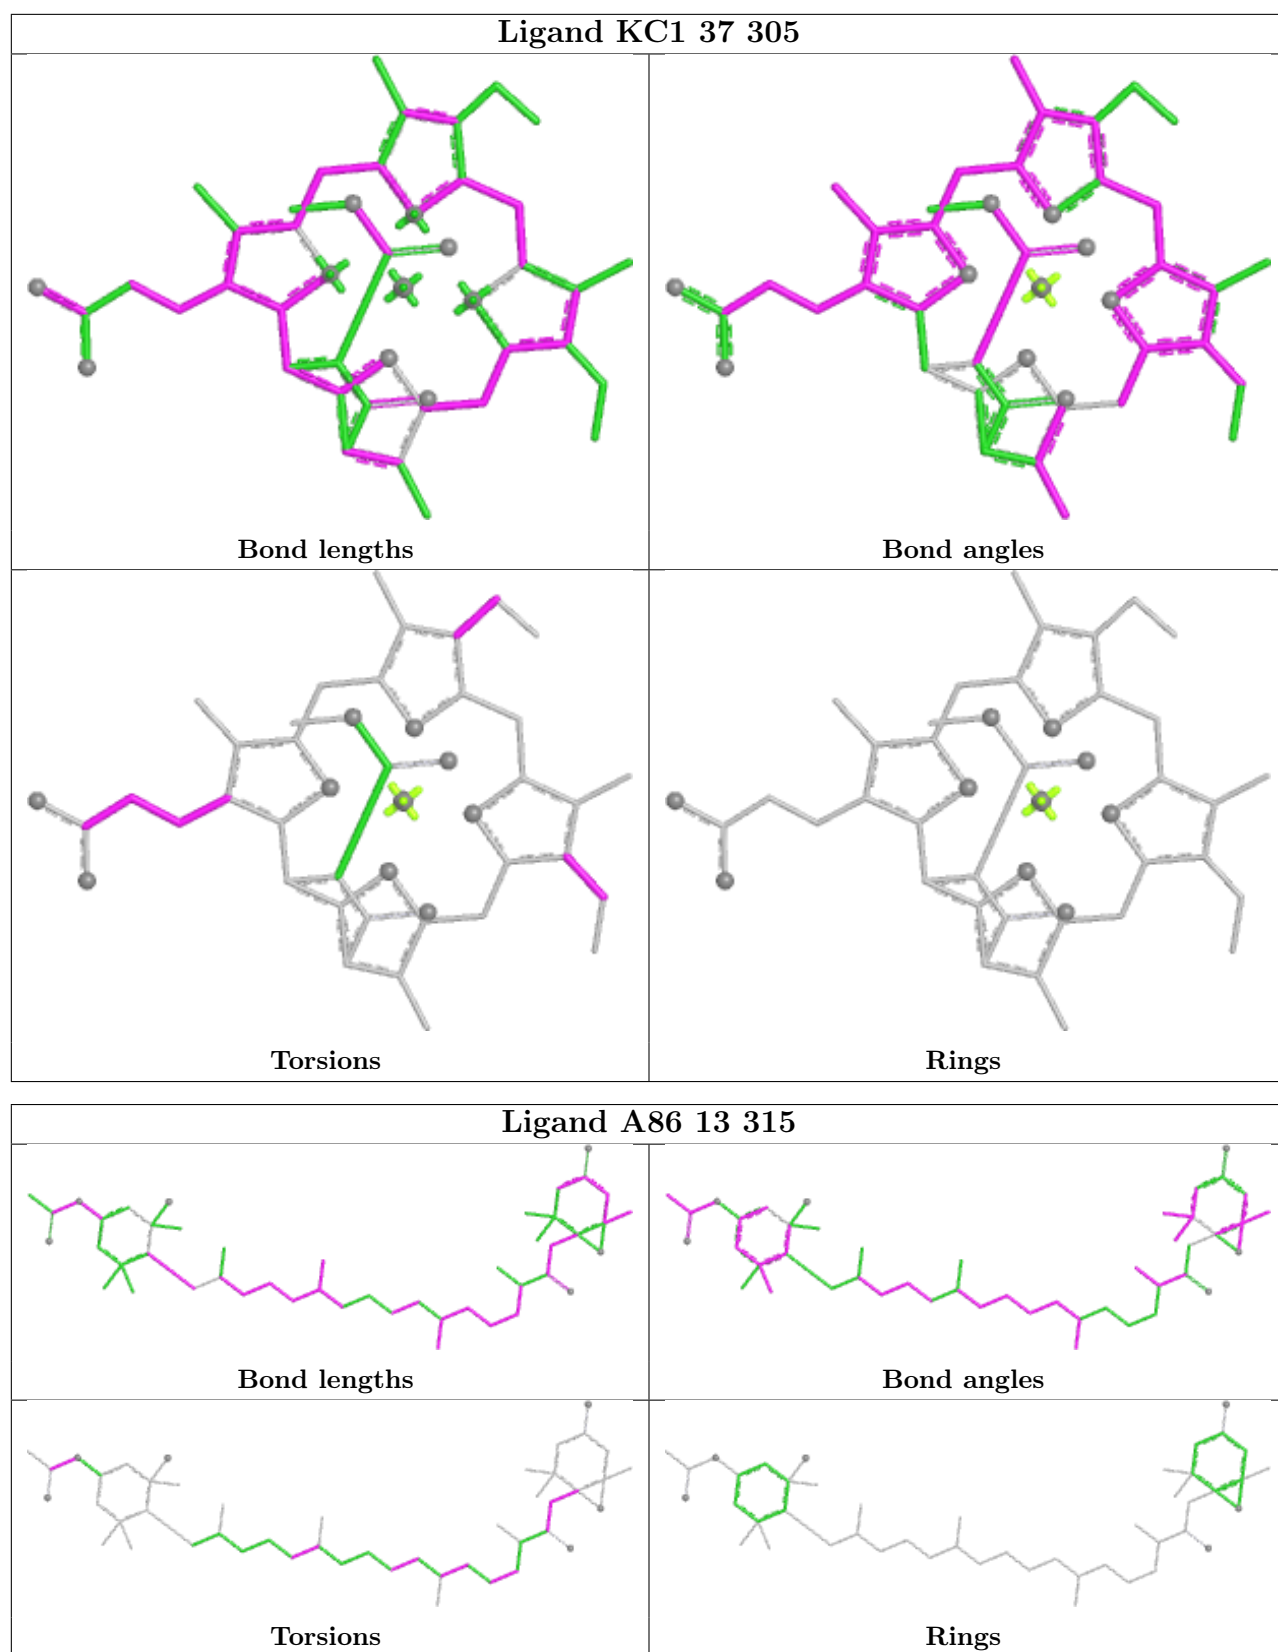 Ligand KC1 37 305
Bond lengths
Bond angles
Torsions
Rings
Ligand A86 13 315
Bond lengths
Bond angles
Torsions
Rings